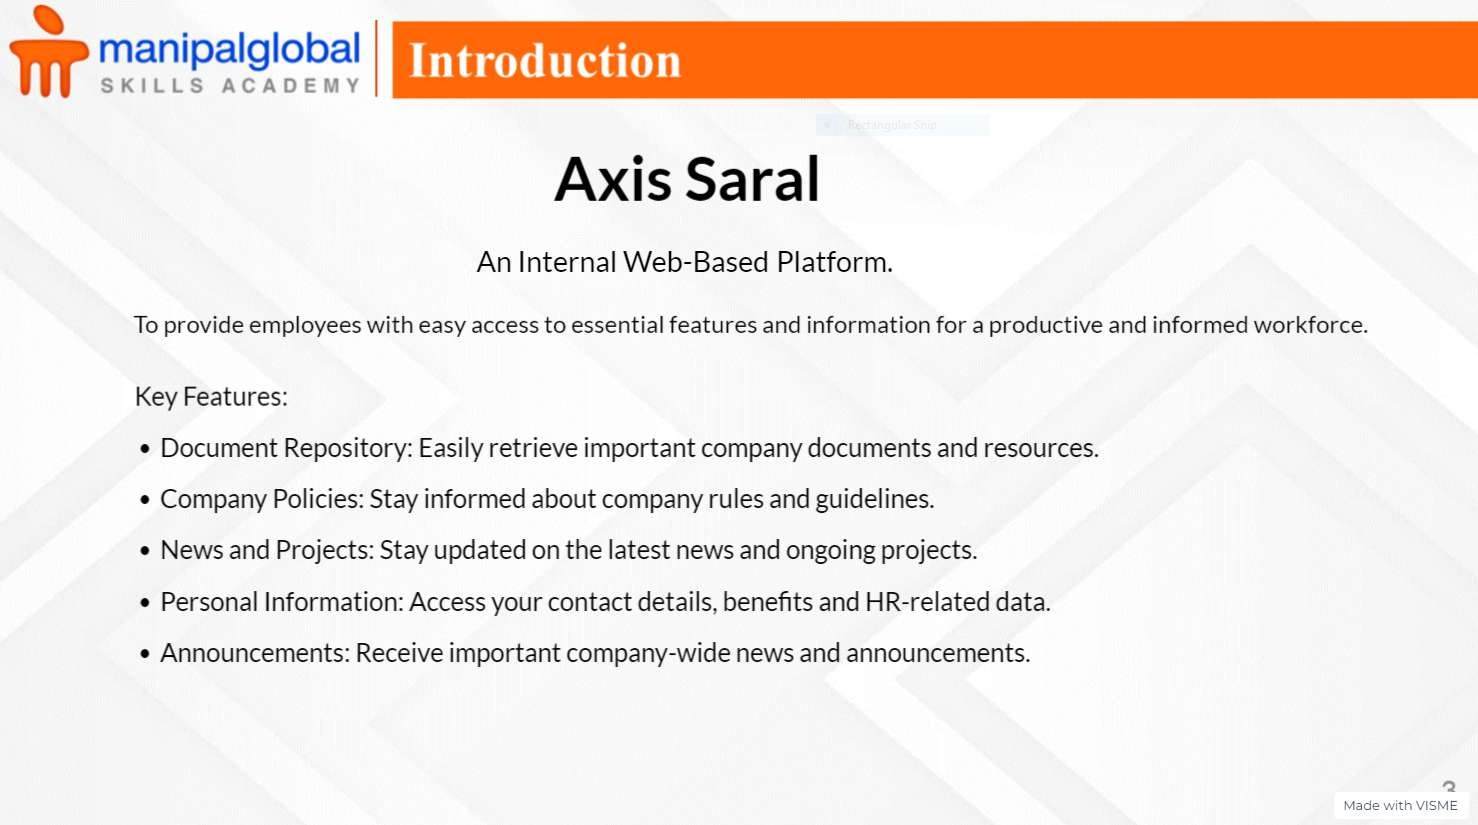 manipalglobal
SKILLS ACADEMY
Introduction
Rectangular Snip
Axis Saral
An Internal Web-Based Platform.
To provide employees with easy access to essential features and information for a productive and informed workforce.
Key Features:
• Document Repository: Easily retrieve important company documents and resources.
• Company Policies: Stay informed about company rules and guidelines.
• News and Projects: Stay updated on the latest news and ongoing projects.
• Personal Information: Access your contact details, benefits and HR-related data.
• Announcements: Receive important company-wide news and announcements.
3
Made with VISME